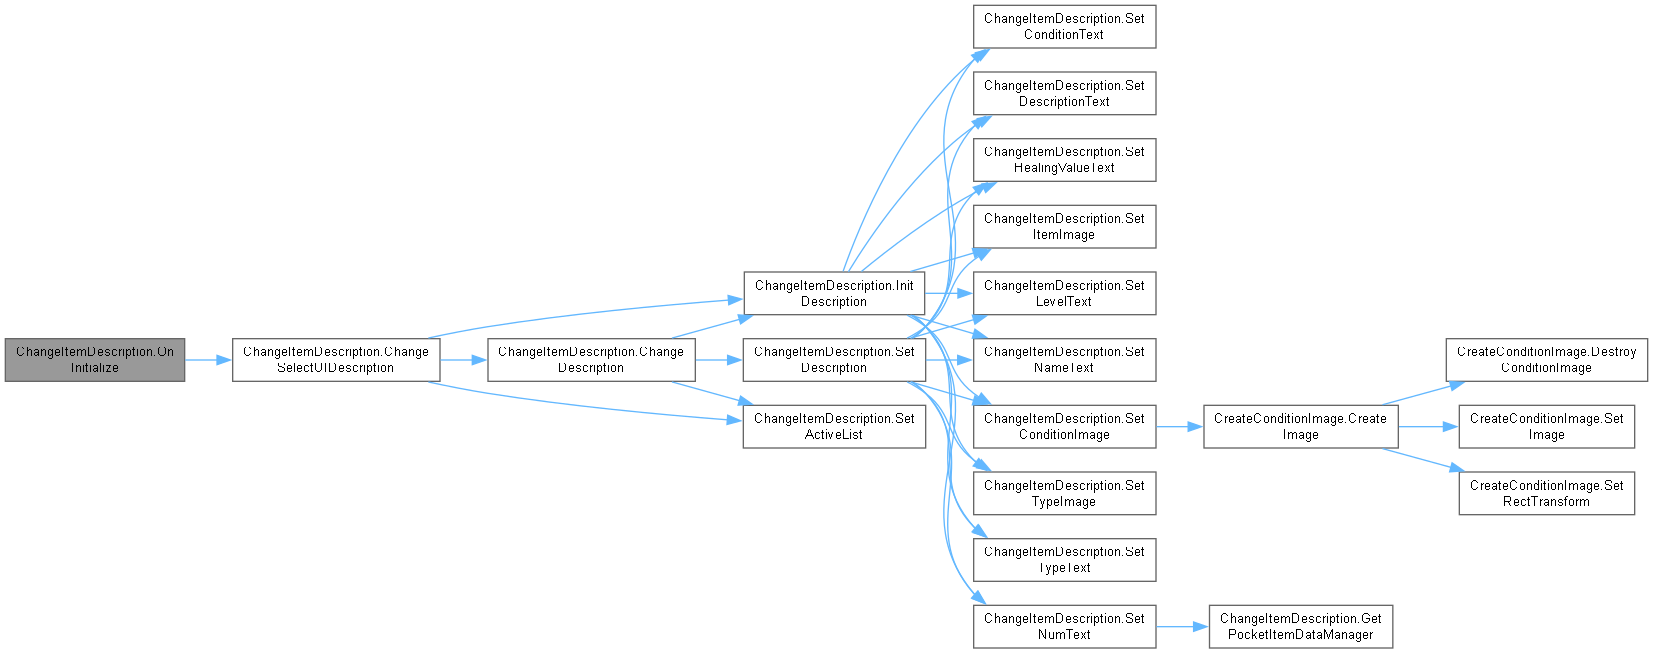 ChangeItemDescription.On
Initialize
ChangeItemDescription.Change
SelectUIDescription
ChangeItemDescription.Change
Description
ChangeItemDescription.Init
Description
ChangeItemDescription.Set
Description
ChangeItemDescription.Set
ActiveList
ChangeItemDescription.Set
ConditionText
ChangeItemDescription.Set
DescriptionText
ChangeItemDescription.Set
HealingValueText
ChangeItemDescription.Set
ItemImage
ChangeItemDescription.Set
LevelText
ChangeItemDescription.Set
NameText
ChangeItemDescription.Set
ConditionImage
ChangeItemDescription.Set
TypeImage
ChangeItemDescription.Set
TypeText
ChangeItemDescription.Set
NumText
CreateConditionImage.Create
Image
ChangeItemDescription.Get
PocketItemDataManager
CreateConditionImage.Destroy
ConditionImage
CreateConditionImage.Set
Image
CreateConditionImage.Set
RectTransform